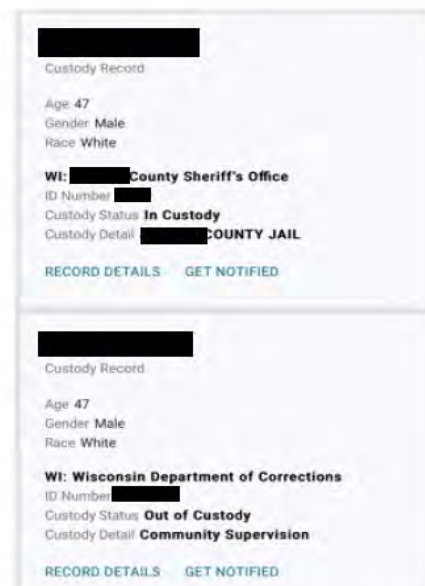 Custody Record
Age 47
Gender Male
Race White
WI: County Sheriff's Office
ID Number
Custody Status In Custody
Custody Detail COUNTY JAIL
RECORD DETAILS GET NOTIFIED
Custody Record
Age 47
Gender Male
Race White
WI: Wisconsin Department of Corrections
ID Number
Custody Status Out of Custody
Custody Detail Community Supervision
RECORD DETAILS GET NOTIFIED